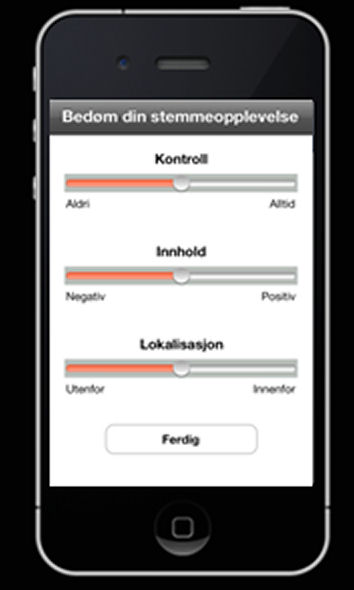 Bedøm din stemmeopplevelse
Kontroll
Aldri Alltid
Innhold
Negativ Positiv
Lokalisasjon
Utenfor Innenfor
Ferdig